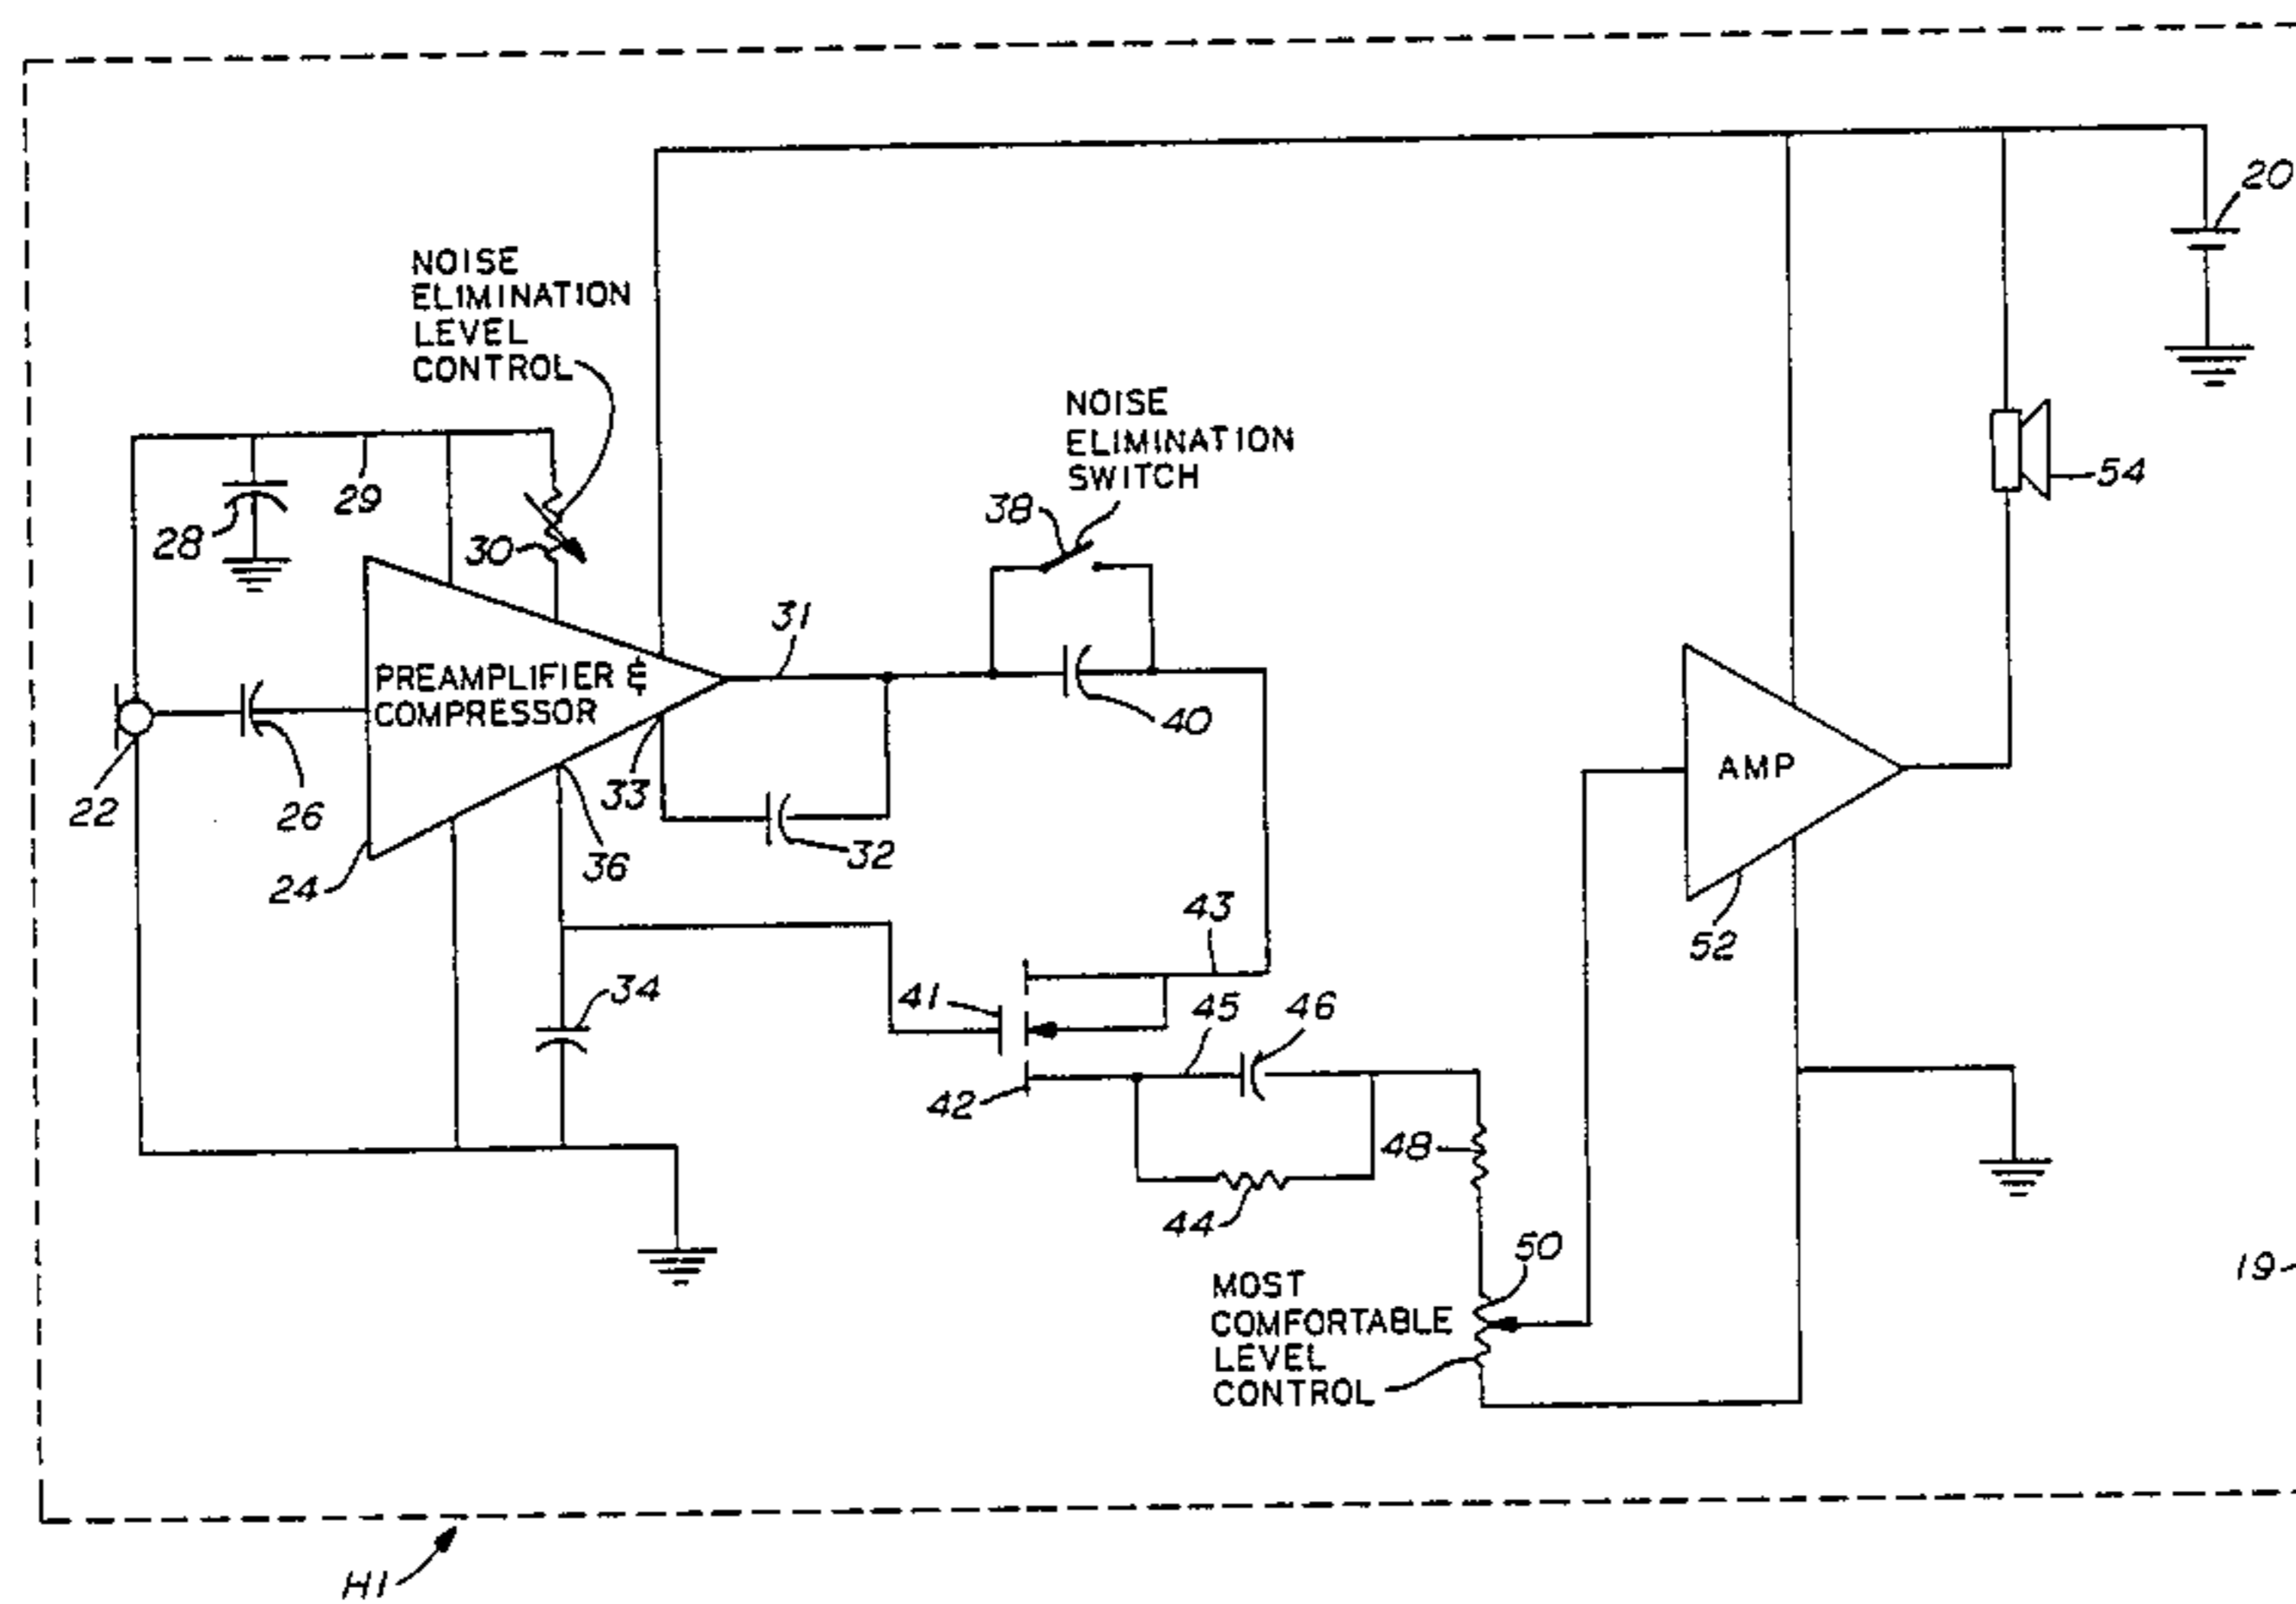 20
NOISE
ELIMINATION
LEVEL
CONTROL
NOISE
ELIMINATION
SWITCH
54
29
38
28
30
31
PREAMPLIFIER &
COMPRESSOR
40
AMP
22
26
33
32
36
24
43
52
34
41
45
46
42
48
44
50
19
MOST
COMFORTABLE
LEVEL
CONTROL
H1